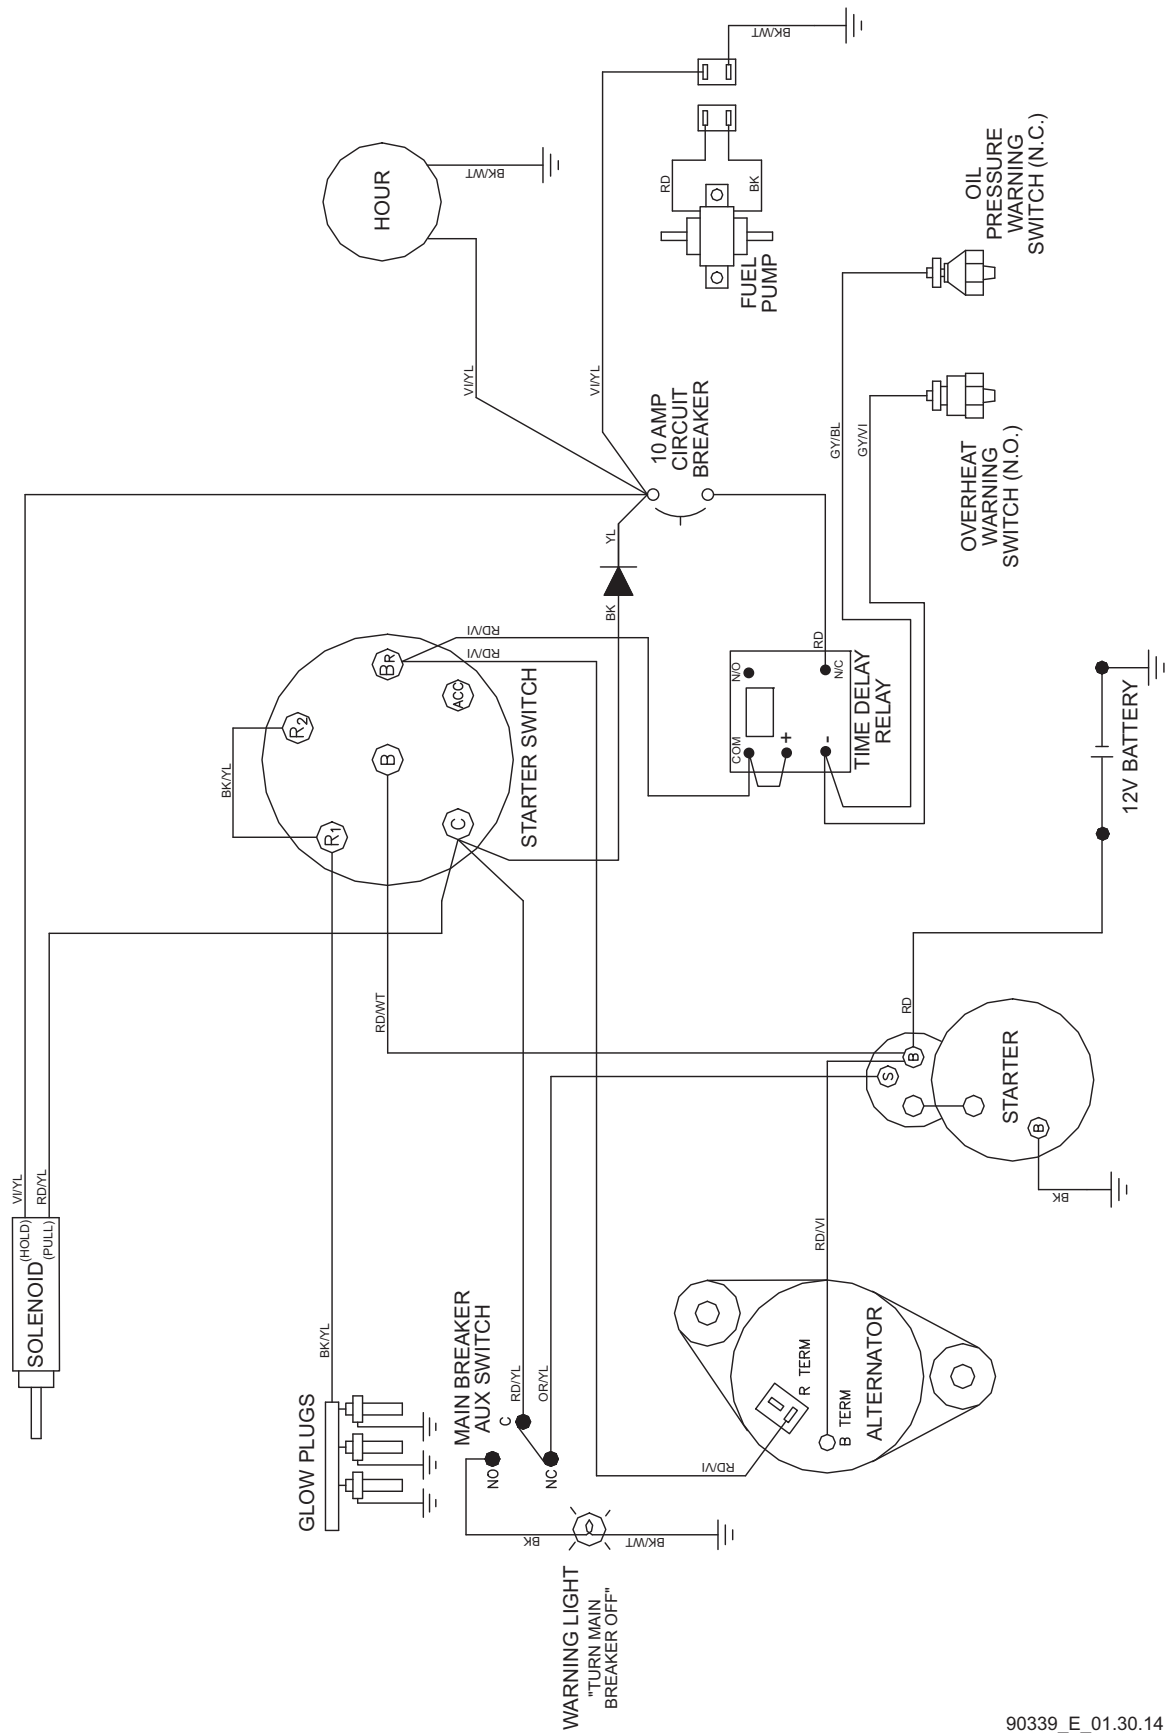 SOLENOID
(HOLD)
(PULL)
VI/YL
RD/YL
GLOW PLUGS
BK/YL
BK/YL
R1
R2
B
BR
ACC
C
STARTER SWITCH
RD/WT
RD/VI
RD/VI
HOUR
BK/WT
VI/YL
VI/YL
BK/WT
RD
BK
FUEL
PUMP
10 AMP
CIRCUIT
BREAKER
YL
BK
RD
COM
N/O
N/C
+
-
TIME DELAY
RELAY
GY/BL
GY/VI
OIL
PRESSURE
WARNING
SWITCH (N.C.)
OVERHEAT
WARNING
SWITCH (N.O.)
12V BATTERY
RD
S
B
B
STARTER
BK
RD/VI
MAIN BREAKER
AUX SWITCH
C
NO
NC
RD/YL
OR/YL
RD/VI
R TERM
B TERM
ALTERNATOR
BK
BK/WT
WARNING LIGHT
"TURN MAIN
BREAKER OFF"
90339_E_01.30.14